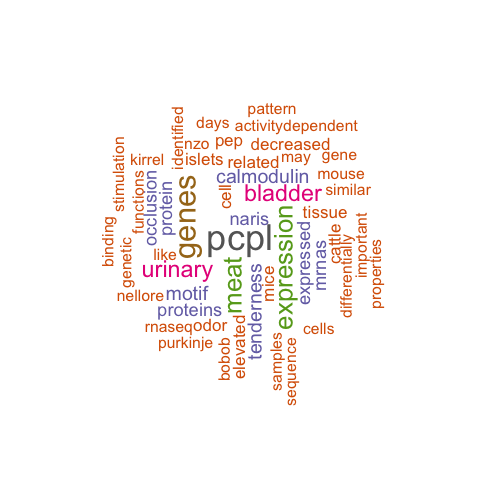 pattern
days
activitydependent
identified
nzo
pep
decreased
stimulation
kirrel
islets
related
may
gene
calmodulin
mouse
functions
occlusion
protein
genes
cell
bladder
similar
naris
tissue
binding
genetic
like
pcpl
expression
expressed
mrnas
cattle
differentially
important
properties
urinary
meat
tenderness
mice
nellore
motif
proteins
rnaseq
odor
purkinje
bobob
elevated
samples
sequence
cells